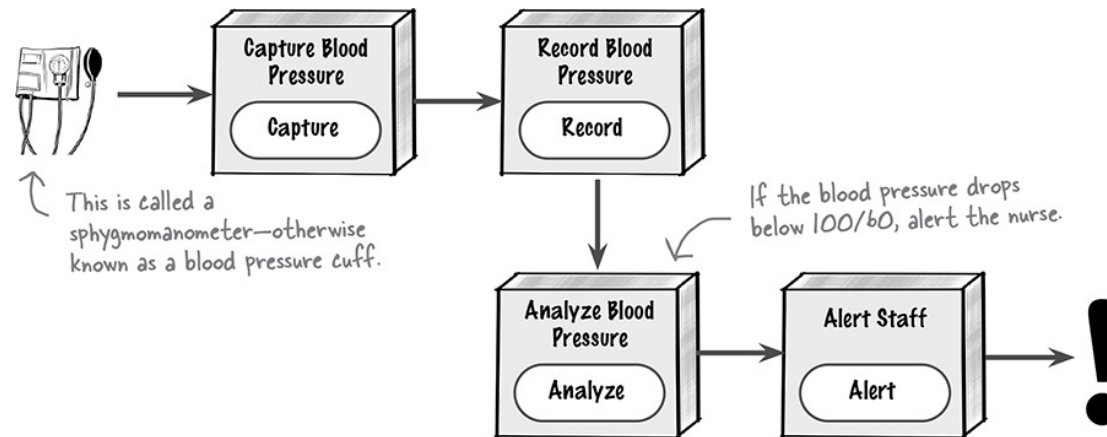 Capture Blood
Pressure
Capture
Record Blood
Pressure
Record
This is called a
sphygmomanometer—otherwise
known as a blood pressure cuff.
If the blood pressure drops
below 100/60, alert the nurse.
Analyze Blood
Pressure
Analyze
Alert Staff
Alert
!